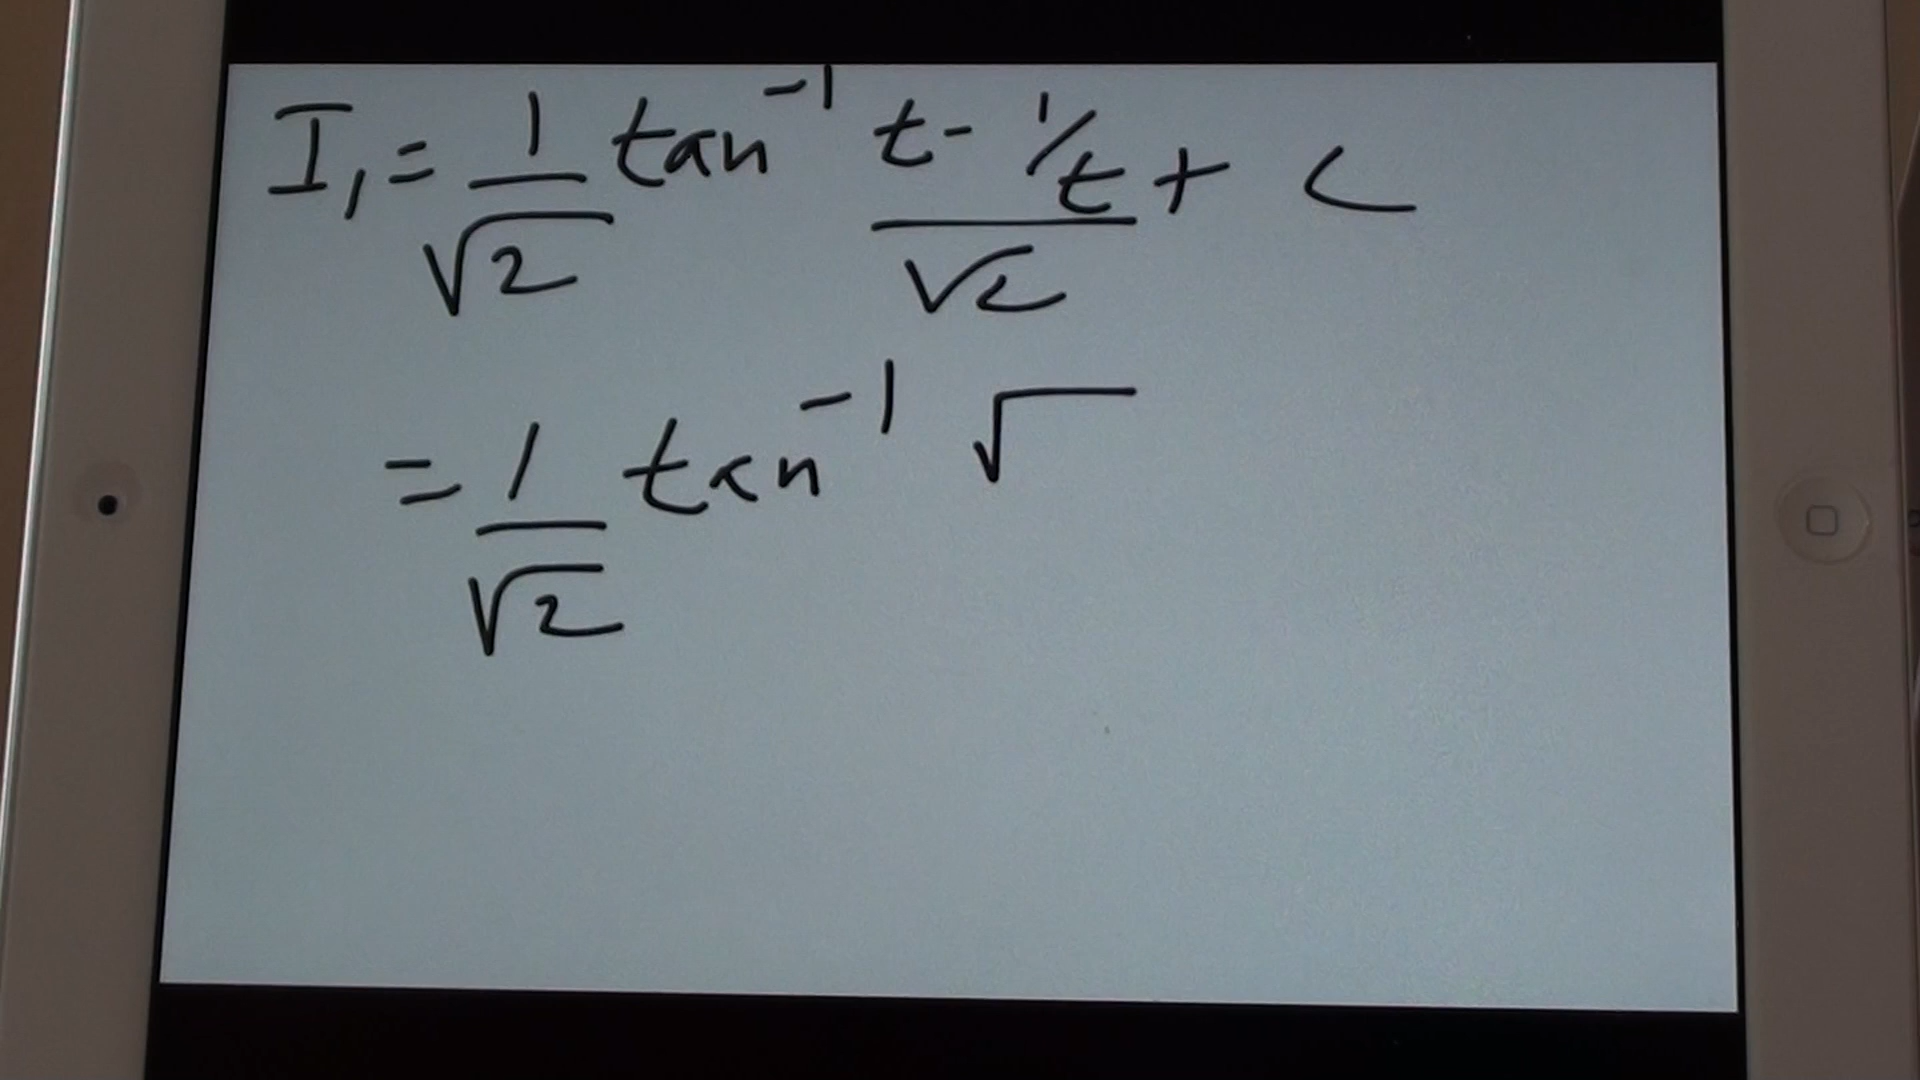 I₁ = 1/√2 tan⁻¹ (t - 1/t)/√2 + C
= 1/√2 tan⁻¹ √